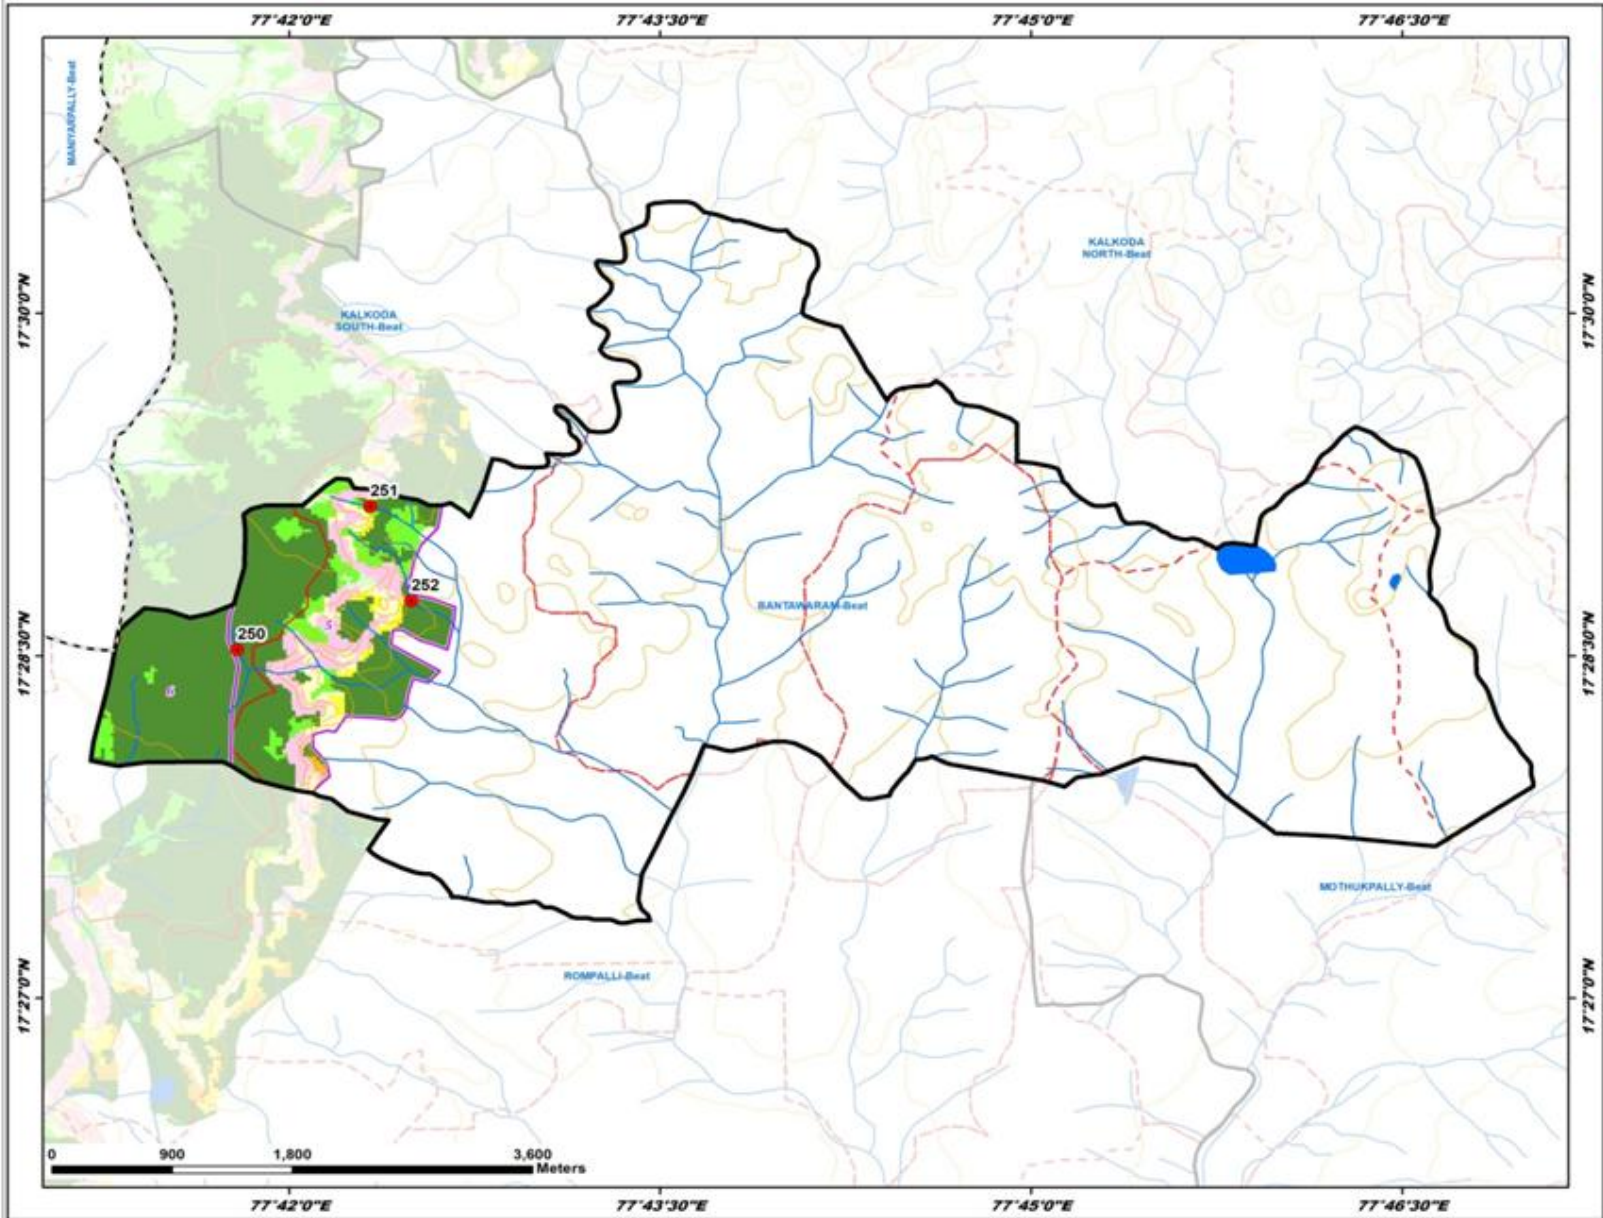 77°42'0"E
77°43'30"E
77°45'0"E
77°46'30"E
MANIYARPALLY-Beat
KALKODA
NORTH-Beat
17°30'0"N
KALKODA
SOUTH-Beat
17°30'0"N
251
252
BANTAWARAM-Beat
5
250
17°28'30"N
17°28'30"N
6
MOTHUKPALLY-Beat
ROMPALLI-Beat
17°27'0"N
17°27'0"N
0
900
1,800
3,600
Meters
77°42'0"E
77°43'30"E
77°45'0"E
77°46'30"E